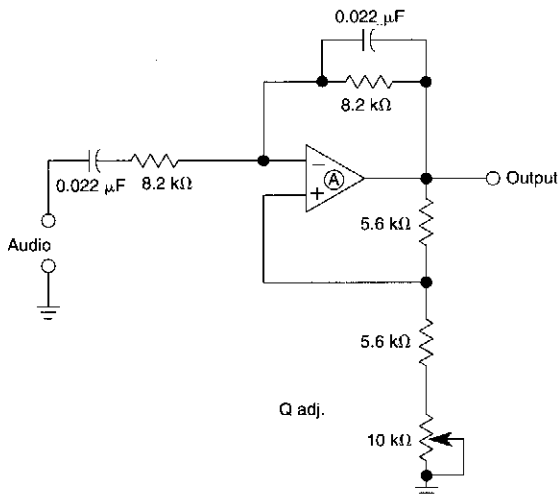 0.022 μF
8.2 kΩ
0.022 μF
8.2 kΩ
−
A
+
Output
Audio
5.6 kΩ
5.6 kΩ
Q adj.
10 kΩ